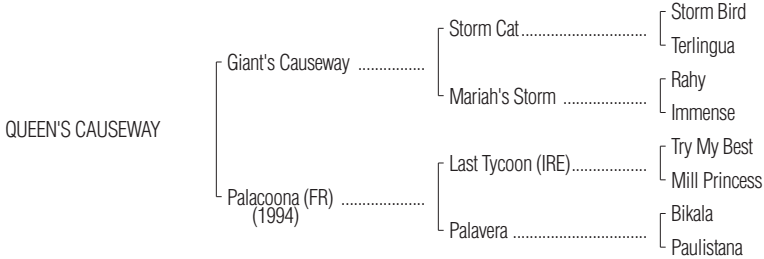 Storm Bird
Storm Cat..............................
Terlingua
Giant's Causeway ................
Rahy
Mariah's Storm ....................
Immense
QUEEN'S CAUSEWAY
Try My Best
Last Tycoon (IRE)..................
Mill Princess
Palacoona (FR) ....................
(1994)
Bikala
Palavera ................................
Paulistana